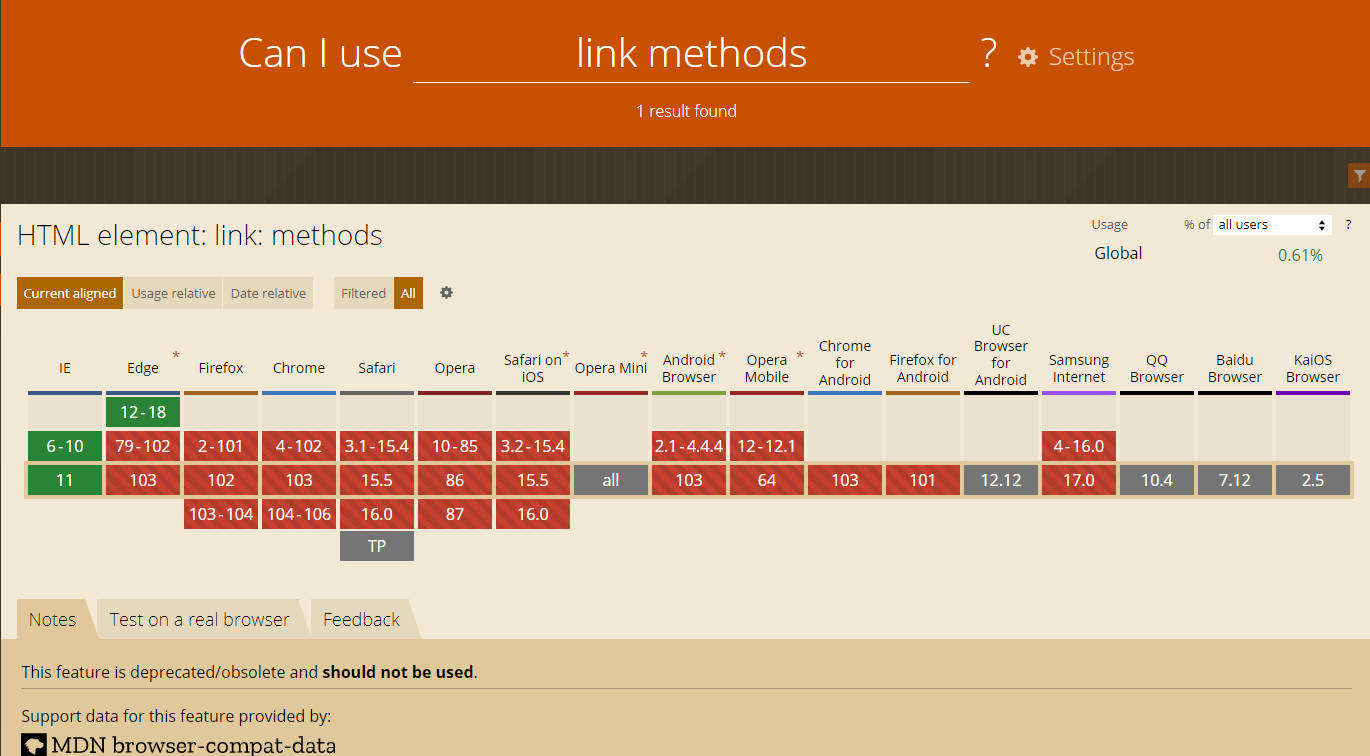 Can I use link methods ? Settings
1 result found
HTML element: link: methods
Usage % of all users ?
Global 0.61%
Current aligned Usage relative Date relative Filtered All
IE Edge * Firefox Chrome Safari Opera Safari on iOS * Opera Mini * Android Browser * Opera Mobile * Chrome for Android Firefox for Android UC Browser for Android Samsung Internet QQ Browser Baidu Browser KaiOS Browser
12-18
6-10 79-102 2-101 4-102 3.1-15.4 10-85 3.2-15.4 2.1-4.4.4 12-12.1 4-16.0
11 103 102 103 15.5 86 15.5 all 103 64 103 101 12.12 17.0 10.4 7.12 2.5
103-104 104-106 16.0 87 16.0
TP
Notes Test on a real browser Feedback
This feature is deprecated/obsolete and should not be used.
Support data for this feature provided by:
MDN browser-compat-data